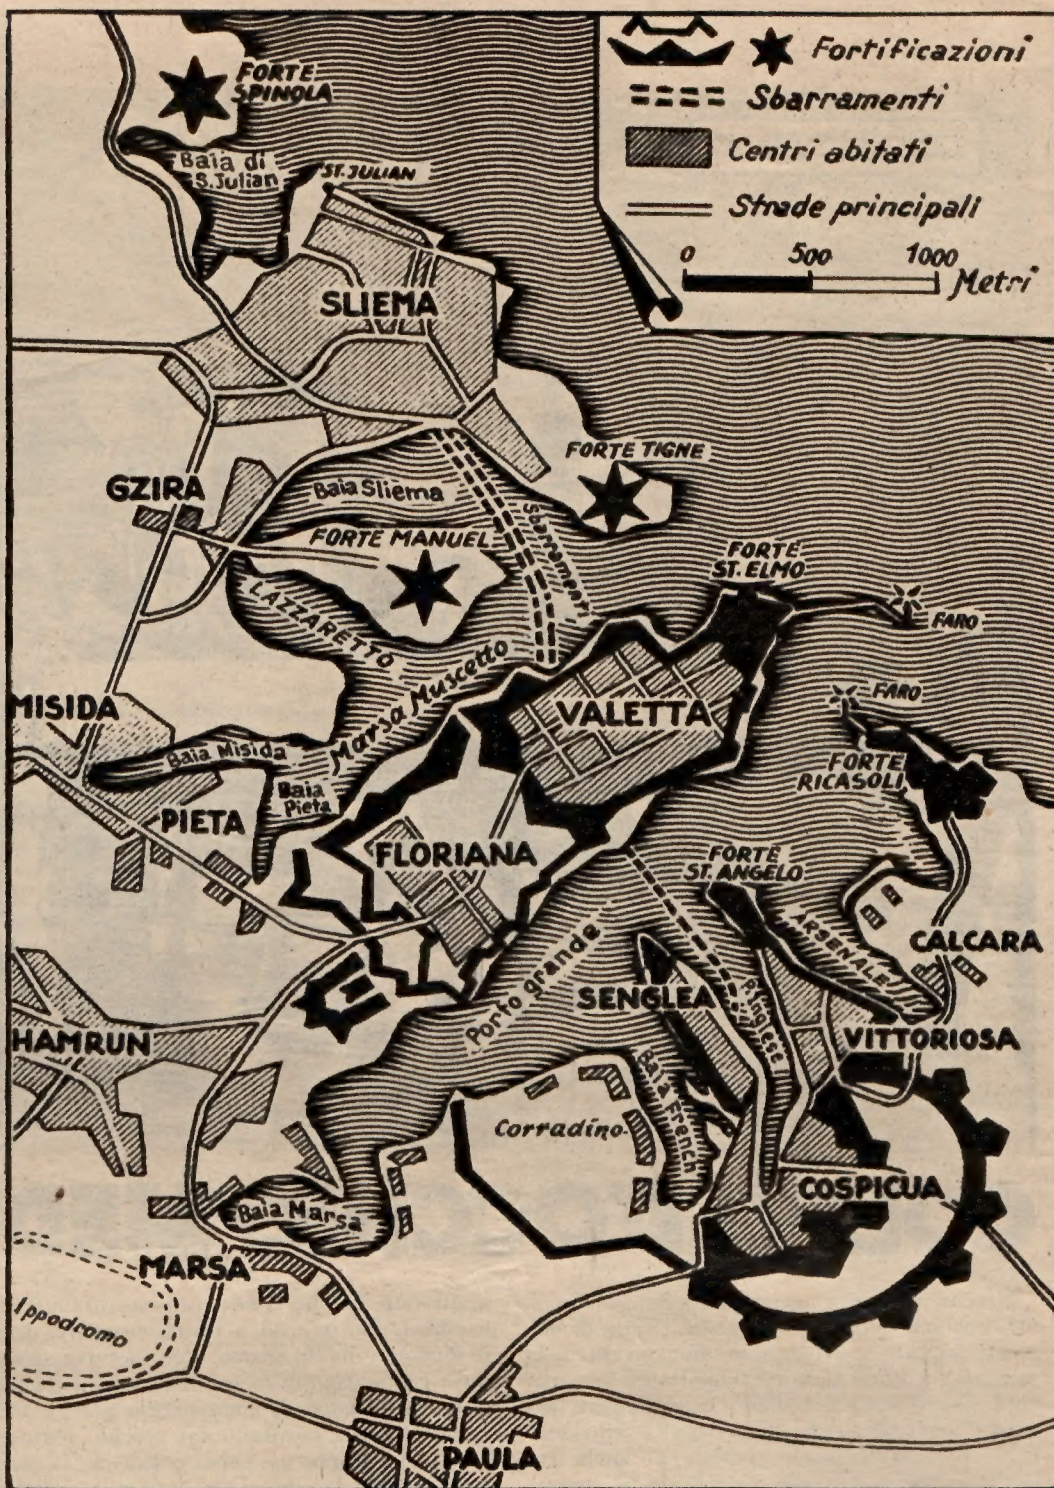 Fortificazioni
Sbarramenti
Centri abitati
Strade principali
0 500 1000
Metri
FORTE
SPINOLA
Baia di
S. Julian
ST. JULIAN
SLIEMA
FORTE TIGNE
GZIRA
Baia Sliema
Sbarramenti
FORTE MANUEL
FORTE
ST. ELMO
LAZZARETTO
FARO
Marsa Muscetto
MISIDA
VALETTA
FARO
Baia Misida
FORTE
RICASOLI
Baia
Pieta
PIETA
FLORIANA
FORTE
ST. ANGELO
ARSENALE
CALCARA
Porto grande
SENGLEA
HAMRUN
VITTORIOSA
Baia French
Corradino
COSPICUA
Baia Marsa
MARSA
Ippodromo
PAULA